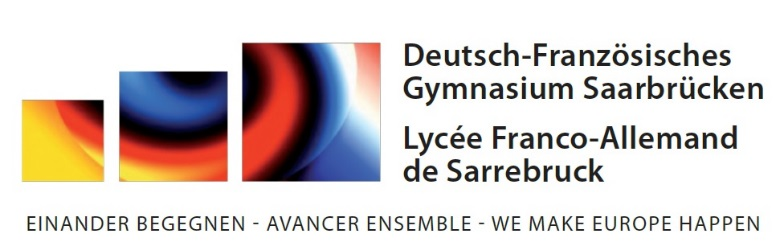 Deutsch-Französisches
Gymnasium Saarbrücken
Lycée Franco-Allemand
de Sarrebruck
EINANDER BEGEGNEN - AVANCER ENSEMBLE - WE MAKE EUROPE HAPPEN